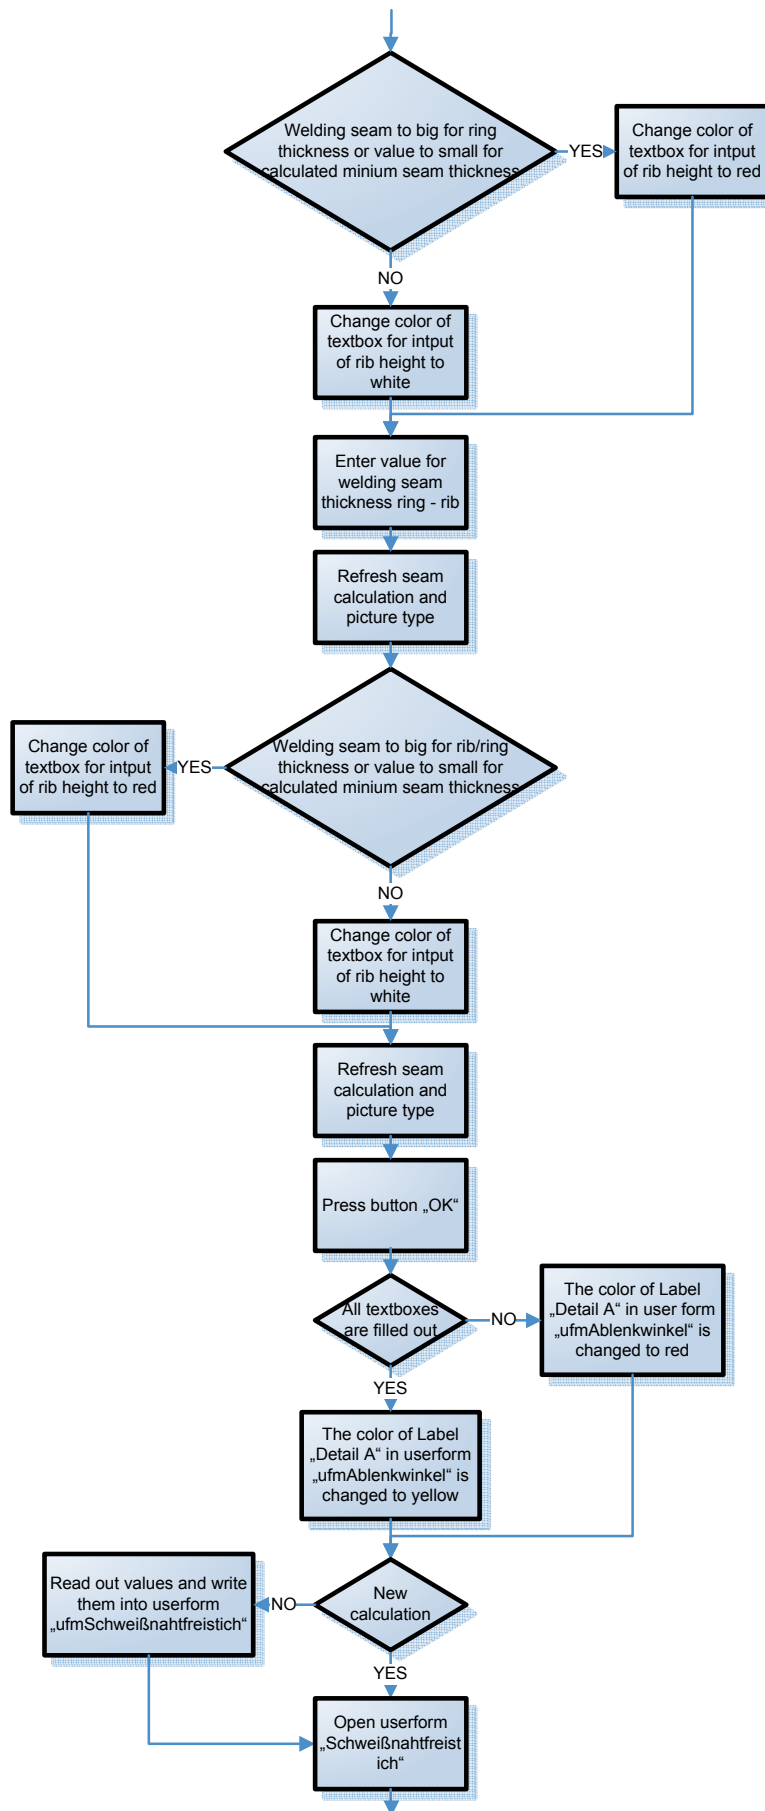 Welding seam to big for ring
thickness or value to small for
calculated minium seam thickness
YES
Change color of
textbox for intput
of rib height to red
NO
Change color of
textbox for intput
of rib height to
white
Enter value for
welding seam
thickness ring - rib
Refresh seam
calculation and
picture type
Welding seam to big for rib/ring
thickness or value to small for
calculated minium seam thickness
YES
Change color of
textbox for intput
of rib height to red
NO
Change color of
textbox for intput
of rib height to
white
Refresh seam
calculation and
picture type
Press button „OK“
All textboxes
are filled out
NO
The color of Label
„Detail A“ in user form
„ufmAblenkwinkel“ is
changed to red
YES
The color of Label
„Detail A“ in userform
„ufmAblenkwinkel“ is
changed to yellow
New
calculation
NO
Read out values and write
them into userform
„ufmSchweißnahtfreistich“
YES
Open userform
„Schweißnahtfreist
ich“